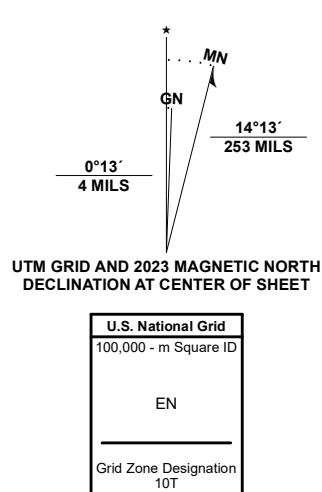 ★
MN
GN
14°13´
253 MILS
0°13´
4 MILS
UTM GRID AND 2023 MAGNETIC NORTH
DECLINATION AT CENTER OF SHEET
U.S. National Grid
100,000 - m Square ID
EN
Grid Zone Designation
10T